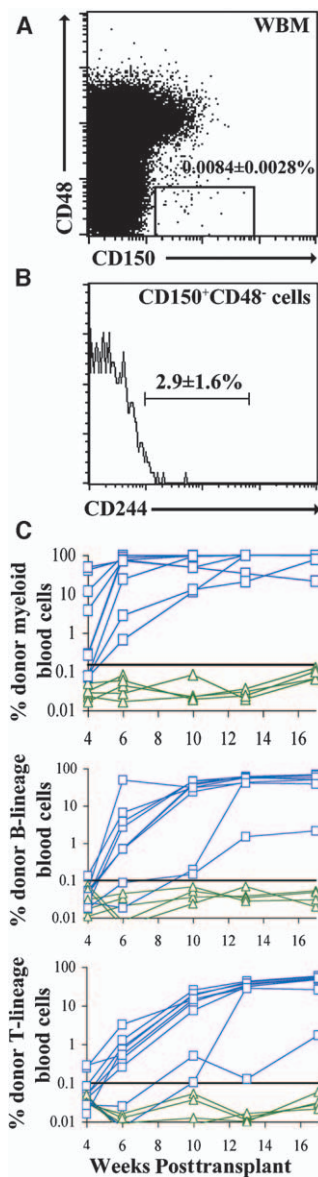 A
WBM
0.0084±0.0028%
CD48
CD150
B
CD150+CD48- cells
2.9±1.6%
CD244
C
% donor myeloid
blood cells
100
10
1
0.1
0.01
4 6 8 10 12 14 16
% donor B-lineage
blood cells
100
10
1
0.1
0.01
4 6 8 10 12 14 16
% donor T-lineage
blood cells
100
10
1
0.1
0.01
4 6 8 10 12 14 16
Weeks Posttransplant